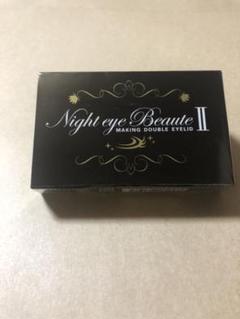 Night eye Beaute II
MAKING DOUBLE EYELID